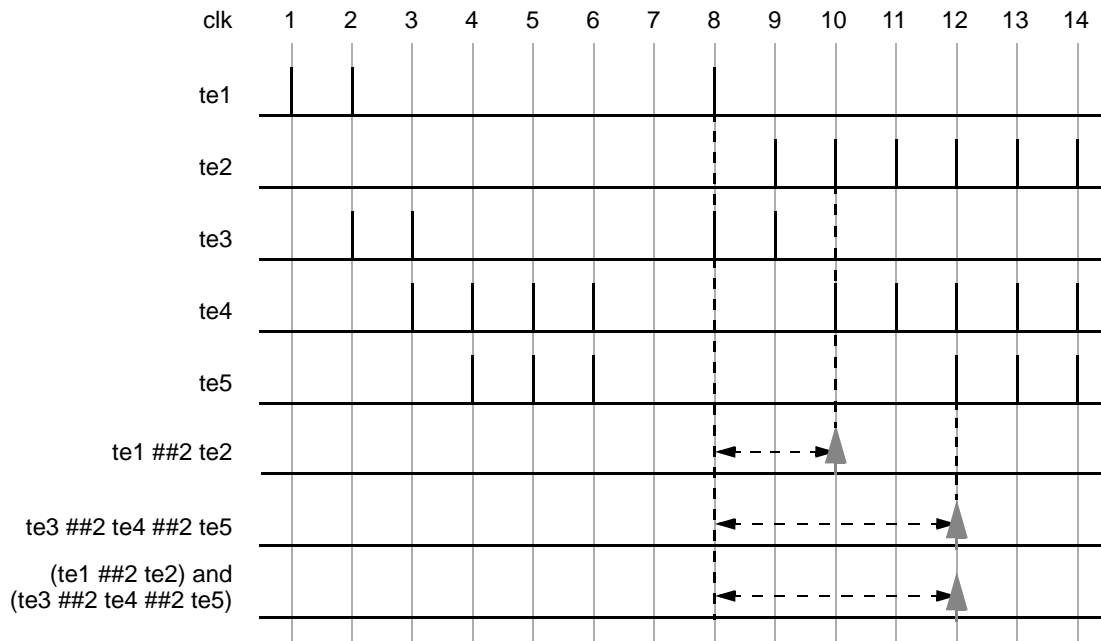 clk 1 2 3 4 5 6 7 8 9 10 11 12 13 14
te1
te2
te3
te4
te5
te1 ##2 te2
te3 ##2 te4 ##2 te5
(te1 ##2 te2) and
(te3 ##2 te4 ##2 te5)